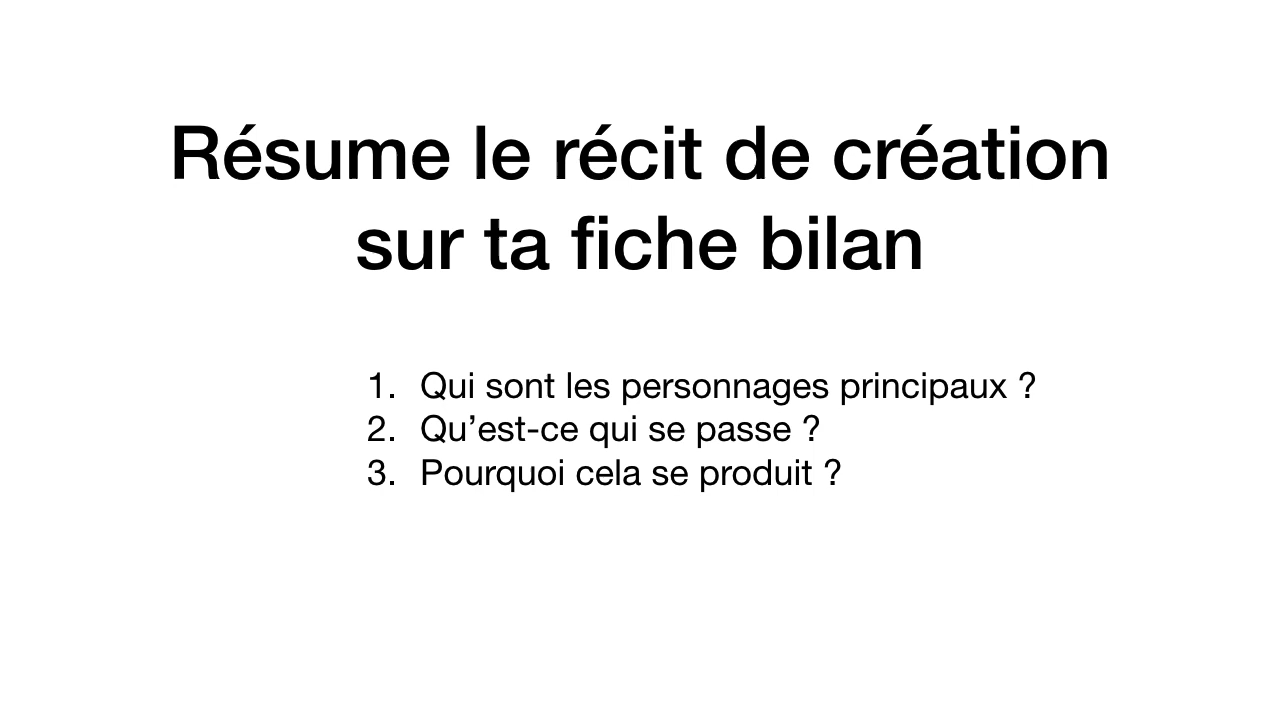 Résume le récit de création
sur ta fiche bilan
1. Qui sont les personnages principaux ?
2. Qu’est-ce qui se passe ?
3. Pourquoi cela se produit ?